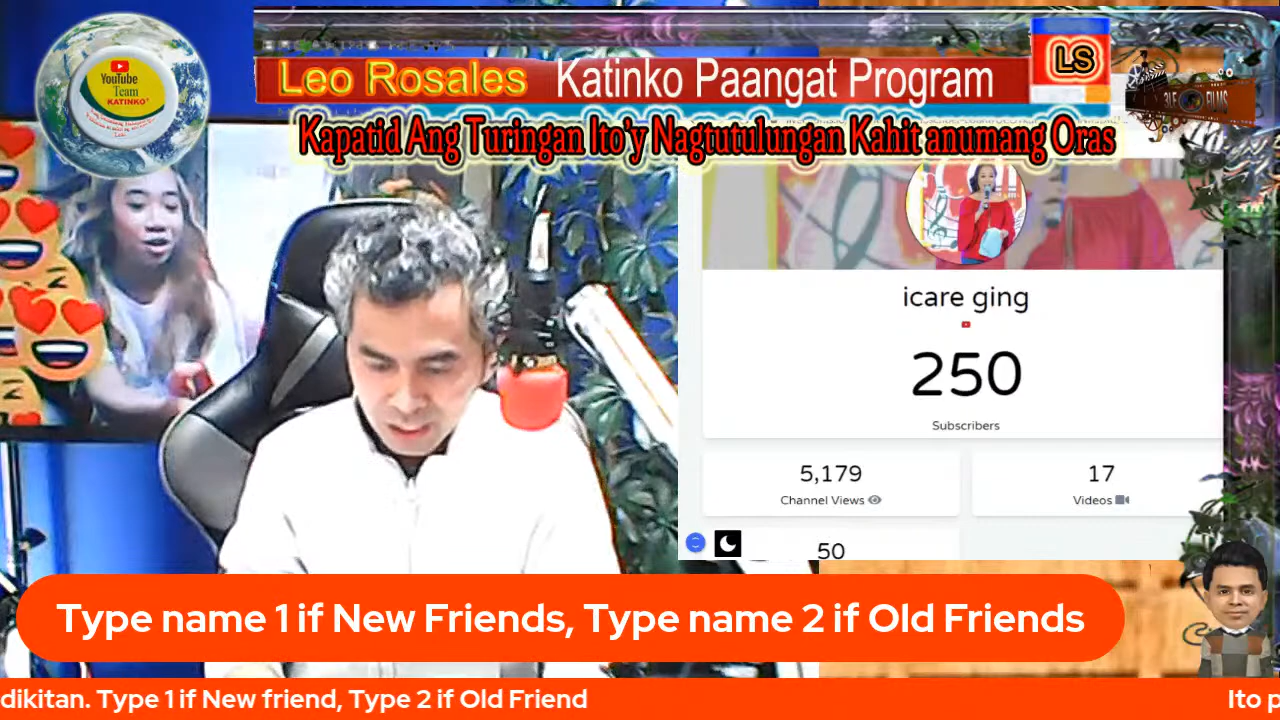 YouTube
Team
KATINKO
Leo Rosales Katinko Paangat Program
LS
FILMS
Kapatid Ang Turingan Ito'y Nagtutulungan Kahit anumang Oras
icare ging
250
Subscribers
5,179
Channel Views
17
Videos
50
Type name 1 if New Friends, Type name 2 if Old Friends
dikitan. Type 1 if New friend, Type 2 if Old Friend
Ito p